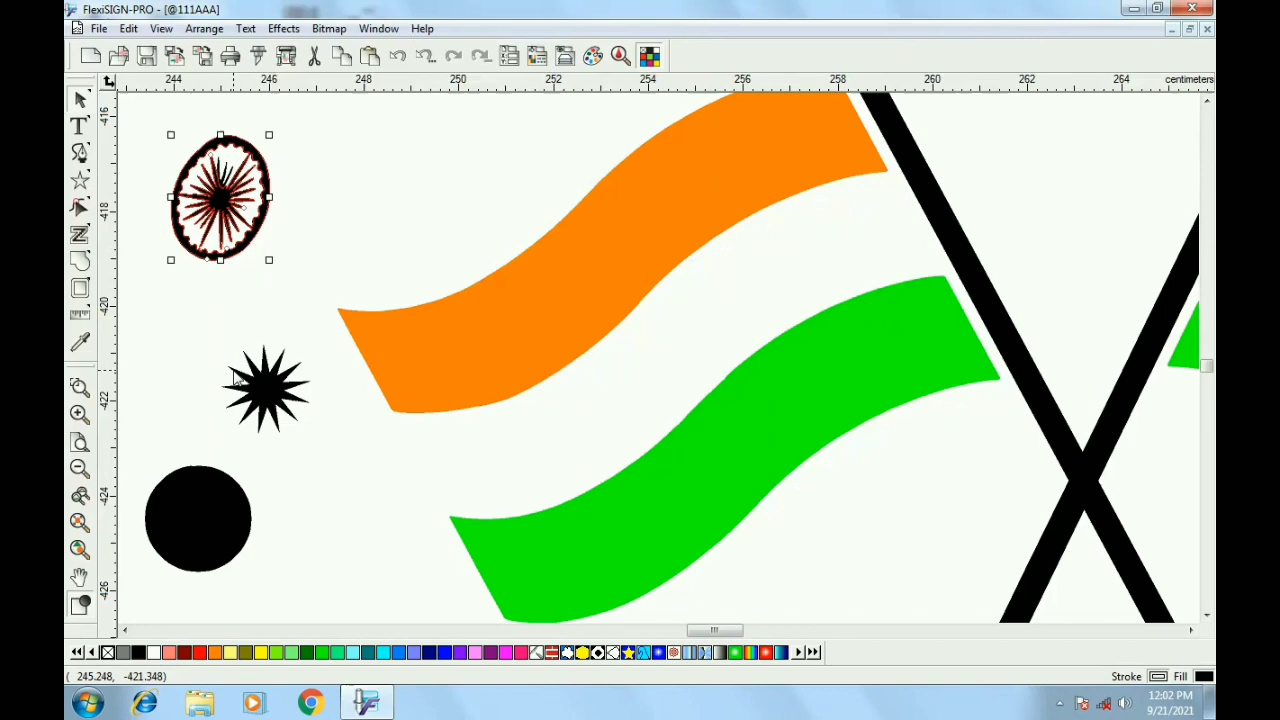 FlexiSIGN-PRO - [@111AAA]
File Edit View Arrange Text Effects Bitmap Window Help
244 246 248 250 252 254 256 258 260 262 264 centimeters
-416
-418
-420
-422
-424
-426
( 245.248, -421.348)
Stroke Fill
12:02 PM
9/21/2021